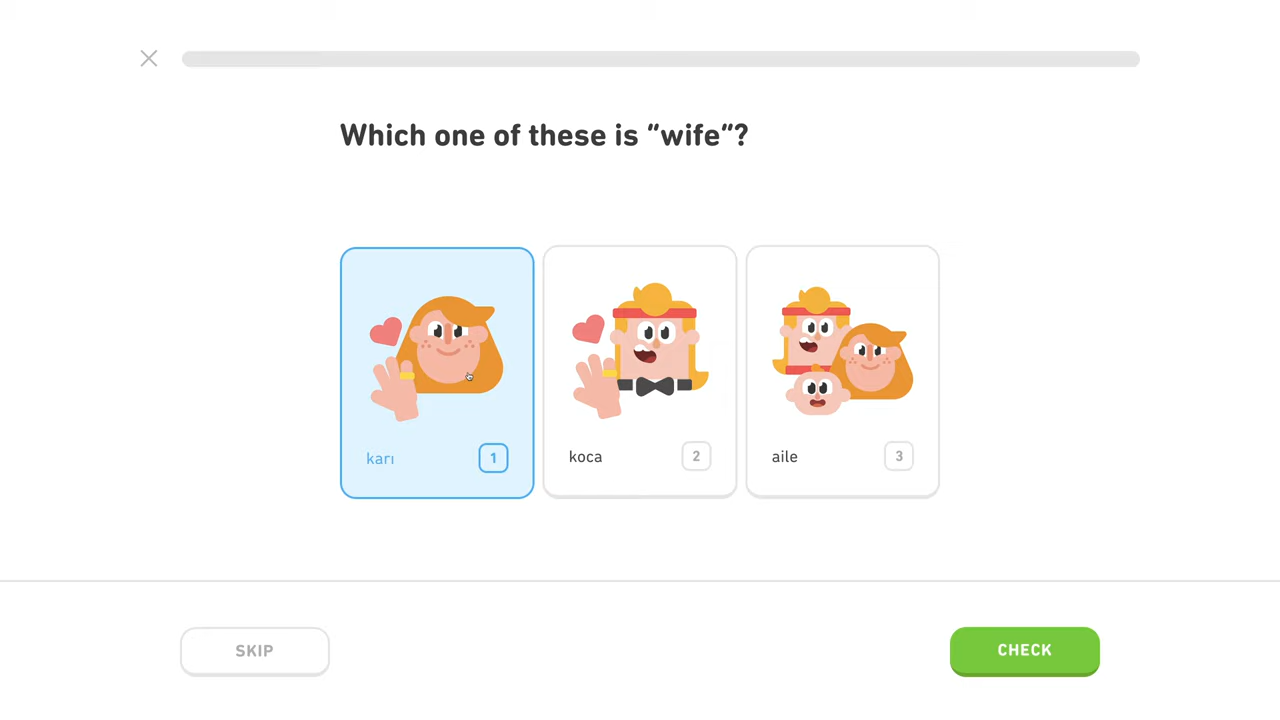 Which one of these is “wife“?
karı 1
koca 2
aile 3
SKIP
CHECK